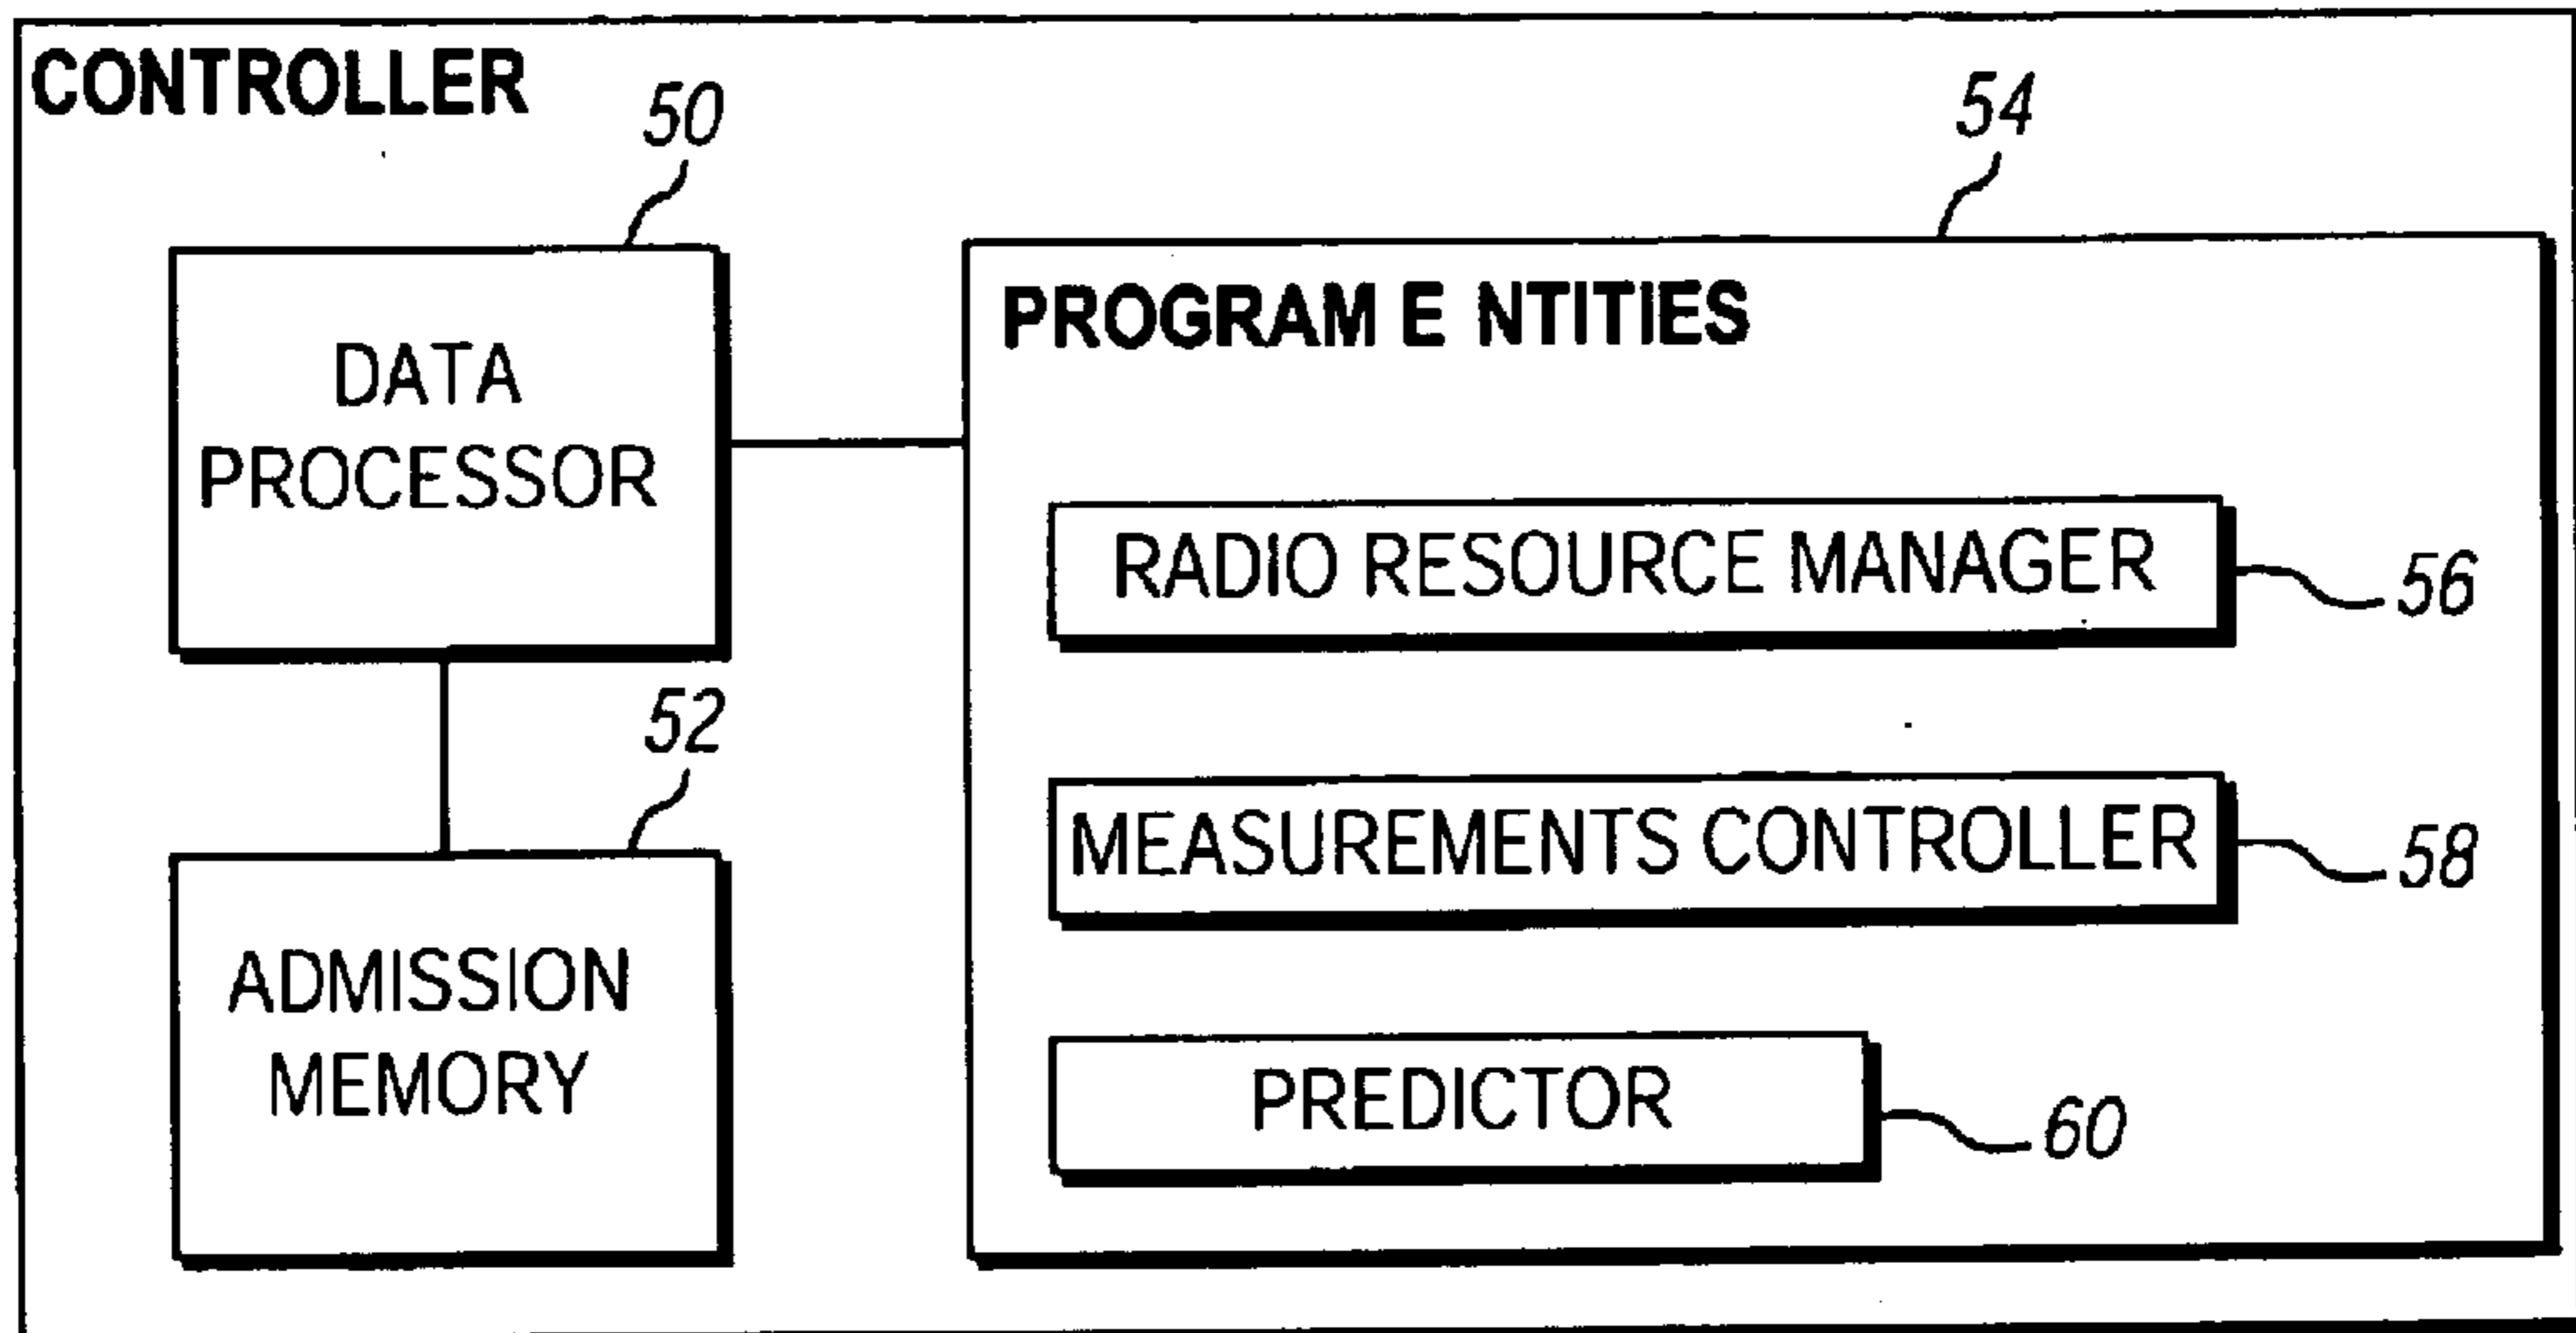 CONTROLLER
50
54
DATA
PROCESSOR
PROGRAM E NTITIES
RADIO RESOURCE MANAGER
56
52
MEASUREMENTS CONTROLLER
58
ADMISSION
MEMORY
PREDICTOR
60